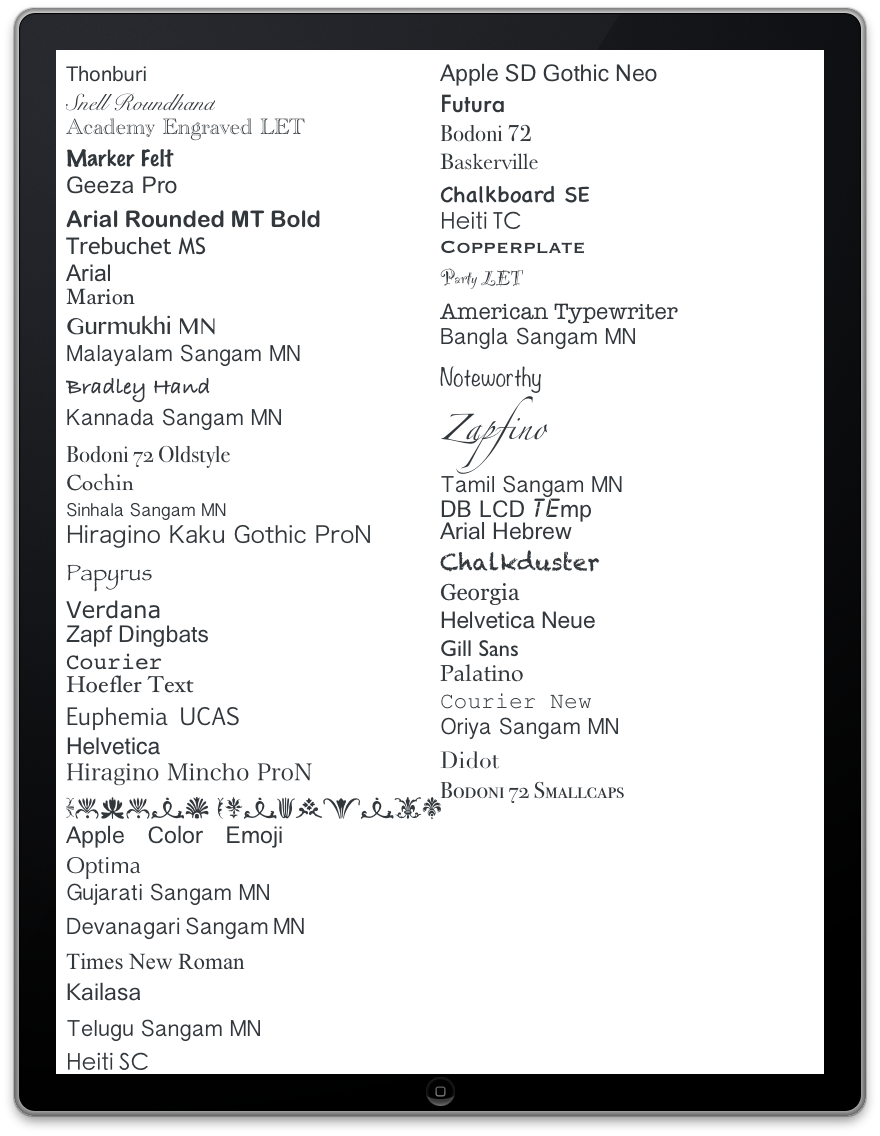 Thonburi
Snell Roundhand
Academy Engraved LET
Marker Felt
Geeza Pro
Arial Rounded MT Bold
Trebuchet MS
Arial
Marion
Gurmukhi MN
Malayalam Sangam MN
Bradley Hand
Kannada Sangam MN
Bodoni 72 Oldstyle
Cochin
Sinhala Sangam MN
Hiragino Kaku Gothic ProN
Papyrus
Verdana
Zapf Dingbats
Courier
Hoefler Text
Euphemia UCAS
Helvetica
Hiragino Mincho ProN
Apple Color Emoji
Optima
Gujarati Sangam MN
Devanagari Sangam MN
Times New Roman
Kailasa
Telugu Sangam MN
Heiti SC
Apple SD Gothic Neo
Futura
Bodoni 72
Baskerville
Chalkboard SE
Heiti TC
Copperplate
Party LET
American Typewriter
Bangla Sangam MN
Noteworthy
Zapfino
Tamil Sangam MN
DB LCD TEmp
Arial Hebrew
Chalkduster
Georgia
Helvetica Neue
Gill Sans
Palatino
Courier New
Oriya Sangam MN
Didot
Bodoni 72 Smallcaps